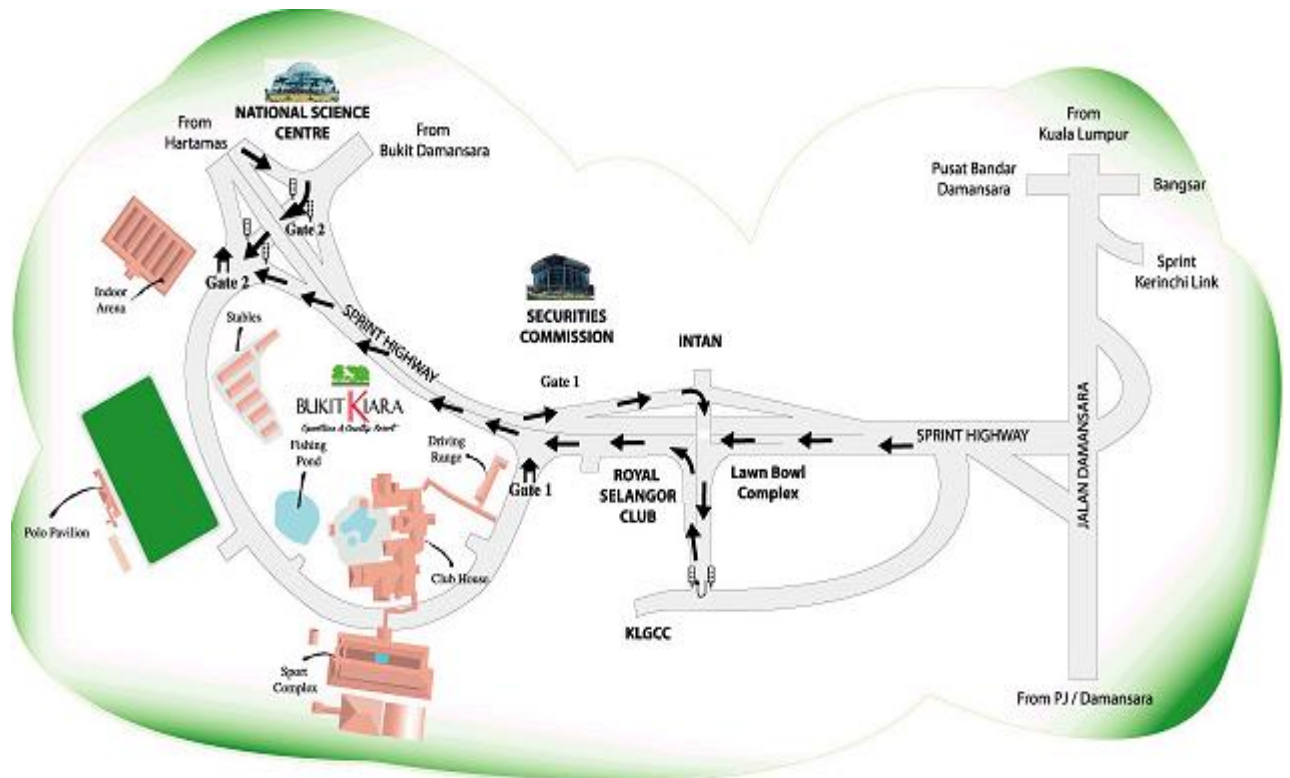 NATIONAL SCIENCE
CENTRE
From
Hartamas
From
Bukit Damansara
From
Kuala Lumpur
Pusat Bandar
Damansara
Bangsar
Sprint
Kerinchi Link
Gate 2
Gate 2
Indoor
Arena
Stables
SPRINT HIGHWAY
SECURITIES
COMMISSION
INTAN
Gate 1
BUKIT KIARA
Equestrian & Country Resort
Fishing
Pond
Driving
Range
Gate 1
ROYAL
SELANGOR
CLUB
Lawn Bowl
Complex
SPRINT HIGHWAY
JALAN DAMANSARA
Polo Pavilion
Club House
KLGCC
Sport
Complex
From PJ / Damansara